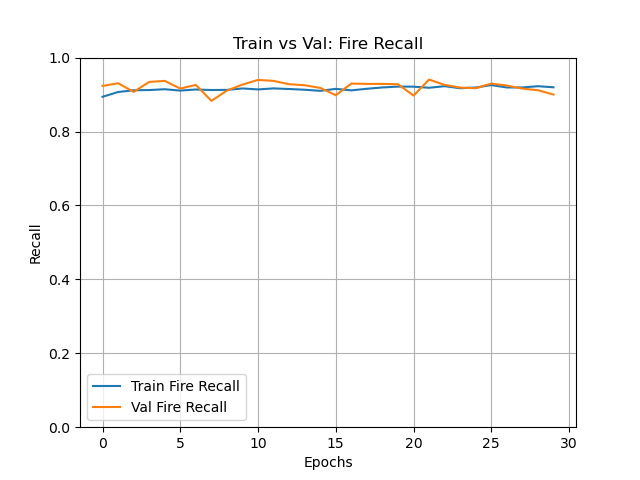 Train vs Val: Fire Recall
1.0
0.8
0.6
0.4
0.2
0.0
Recall
Train Fire Recall
Val Fire Recall
0 5 10 15 20 25 30
Epochs